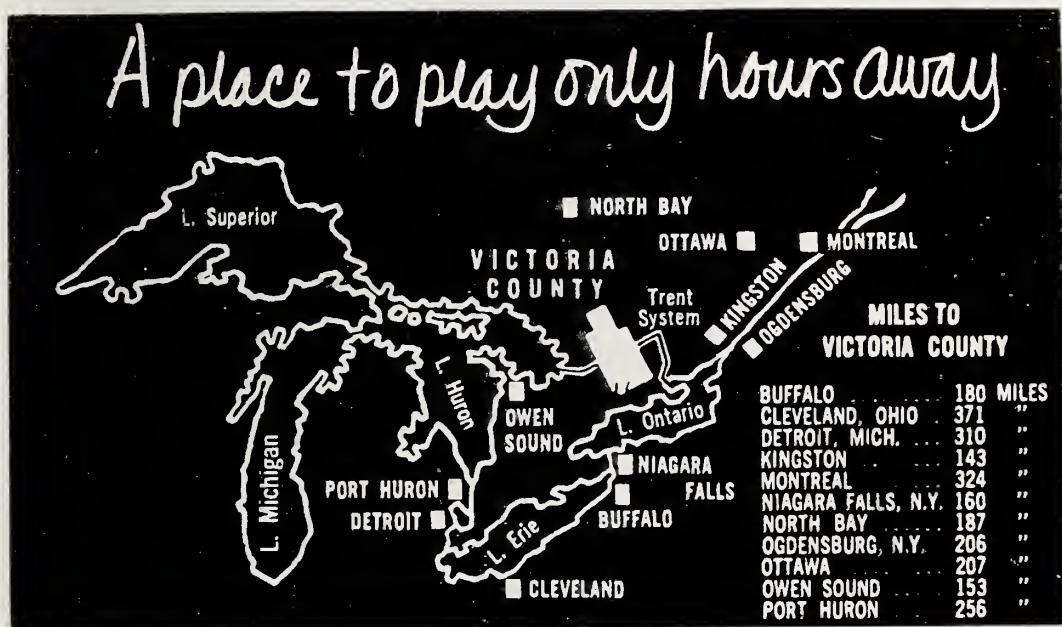 A place to play only hours away
L. Superior
NORTH BAY
OTTAWA
MONTREAL
VICTORIA
COUNTY
Trent
System
KINGSTON
OGDENSBURG
L. Huron
OWEN
SOUND
L. Ontario
L. Michigan
PORT HURON
DETROIT
NIAGARA
FALLS
BUFFALO
L. Erie
CLEVELAND
MILES TO
VICTORIA COUNTY
BUFFALO .......... 180 MILES
CLEVELAND, OHIO .. 371 "
DETROIT, MICH. ... 310 "
KINGSTON ........ 143 "
MONTREAL ........ 324 "
NIAGARA FALLS, N.Y. 160 "
NORTH BAY ...... 187 "
OGDENSBURG, N.Y. .. 206 "
OTTAWA .......... 207 "
OWEN SOUND ..... 153 "
PORT HURON ..... 256 "